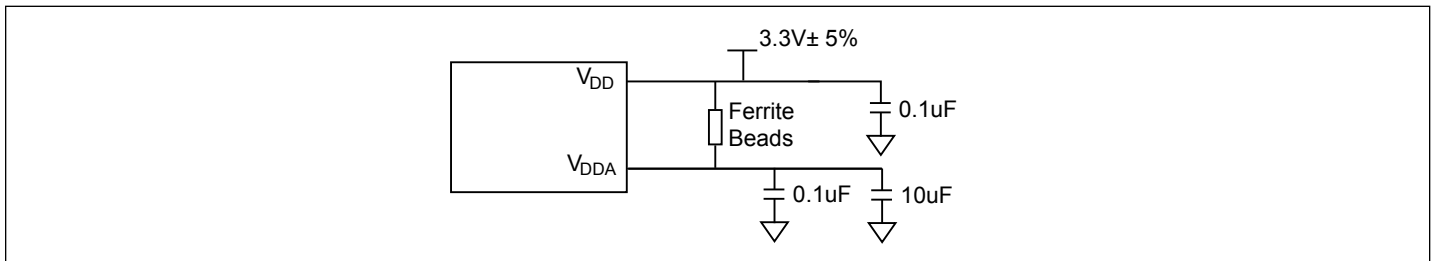 3.3V± 5%
VDD
0.1uF
Ferrite
Beads
VDDA
0.1uF
10uF